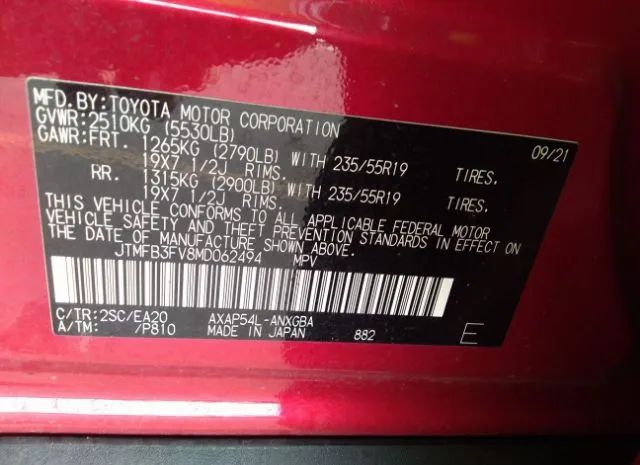 MFD.BY:TOYOTA MOTOR CORPORATION 09/21
GVWR:2510KG (5530LB)
GAWR:FRT. 1265KG (2790LB) WITH 235/55R19 TIRES.
19X7 1/2J RIMS.
RR. 1315KG (2900LB) WITH 235/55R19 TIRES.
19X7 1/2J RIMS.
THIS VEHICLE CONFORMS TO ALL APPLICABLE FEDERAL MOTOR
VEHICLE SAFETY AND THEFT PREVENTION STANDARDS IN EFFECT ON
THE DATE OF MANUFACTURE SHOWN ABOVE.
JTMFB3FV8MD062494 MPV
C/TR:2SC/EA20 AXAP54L-ANXGBA
A/TM: /P810 MADE IN JAPAN 882 E